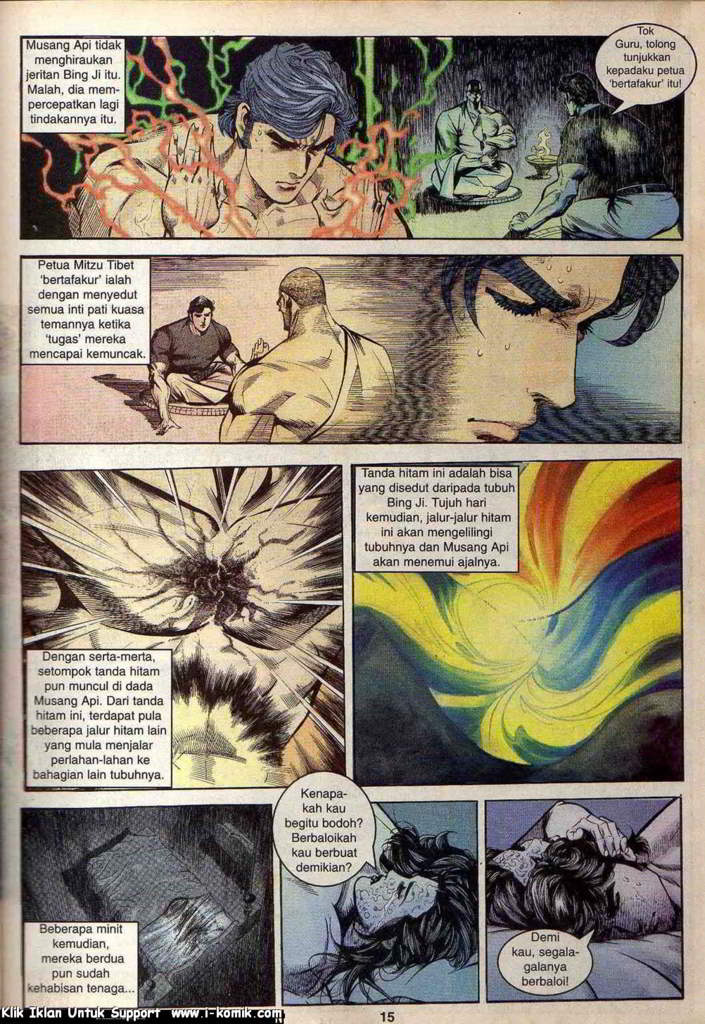 Musang Api tidak
menghiraukan
jeritan Bing Ji itu.
Malah, dia mem-
percepatkan lagi
tindakannya itu.
Tok
Guru, tolong
tunjukkan
kepadaku petua
'bertafakur' itu!
Petua Mitzu Tibet
'bertafakur' ialah
dengan menyedut
semua inti pati kuasa
temannya ketika
'tugas' mereka
mencapai kemuncak.
Dengan serta-merta,
setompok tanda hitam
pun muncul di dada
Musang Api. Dari tanda
hitam ini, terdapat pula
beberapa jalur hitam lain
yang mula menjalar
perlahan-lahan ke
bahagian lain tubuhnya.
Tanda hitam ini adalah bisa
yang disedut daripada tubuh
Bing Ji. Tujuh hari
kemudian, jalur-jalur hitam
ini akan mengelilingi
tubuhnya dan Musang Api
akan menemui ajalnya.
Beberapa minit
kemudian,
mereka berdua
pun sudah
kehabisan tenaga...
Kenapa-
kah kau
begitu bodoh?
Berbaloikah
kau berbuat
demikian?
Demi
kau, segala-
galanya
berbaloi!
15
Klik Iklan Untuk Support www.i-komik.com